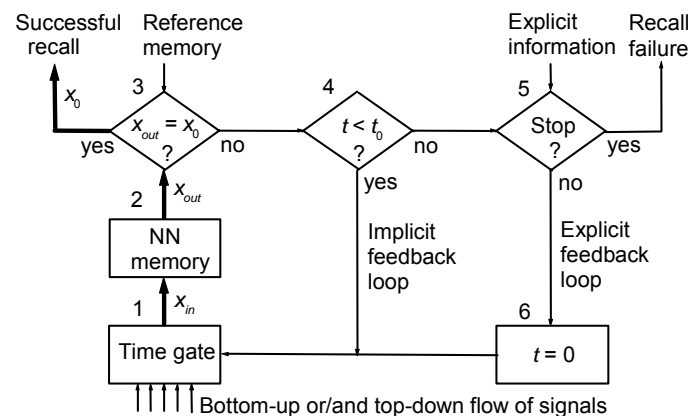 Successful recall
Reference memory
Explicit information
Recall failure
x0
3
4
5
xout = x0
?
t < t0
?
Stop
?
yes
no
no
yes
yes
no
2
xout
NN memory
Implicit feedback loop
Explicit feedback loop
1
xin
6
Time gate
t = 0
Bottom-up or/and top-down flow of signals